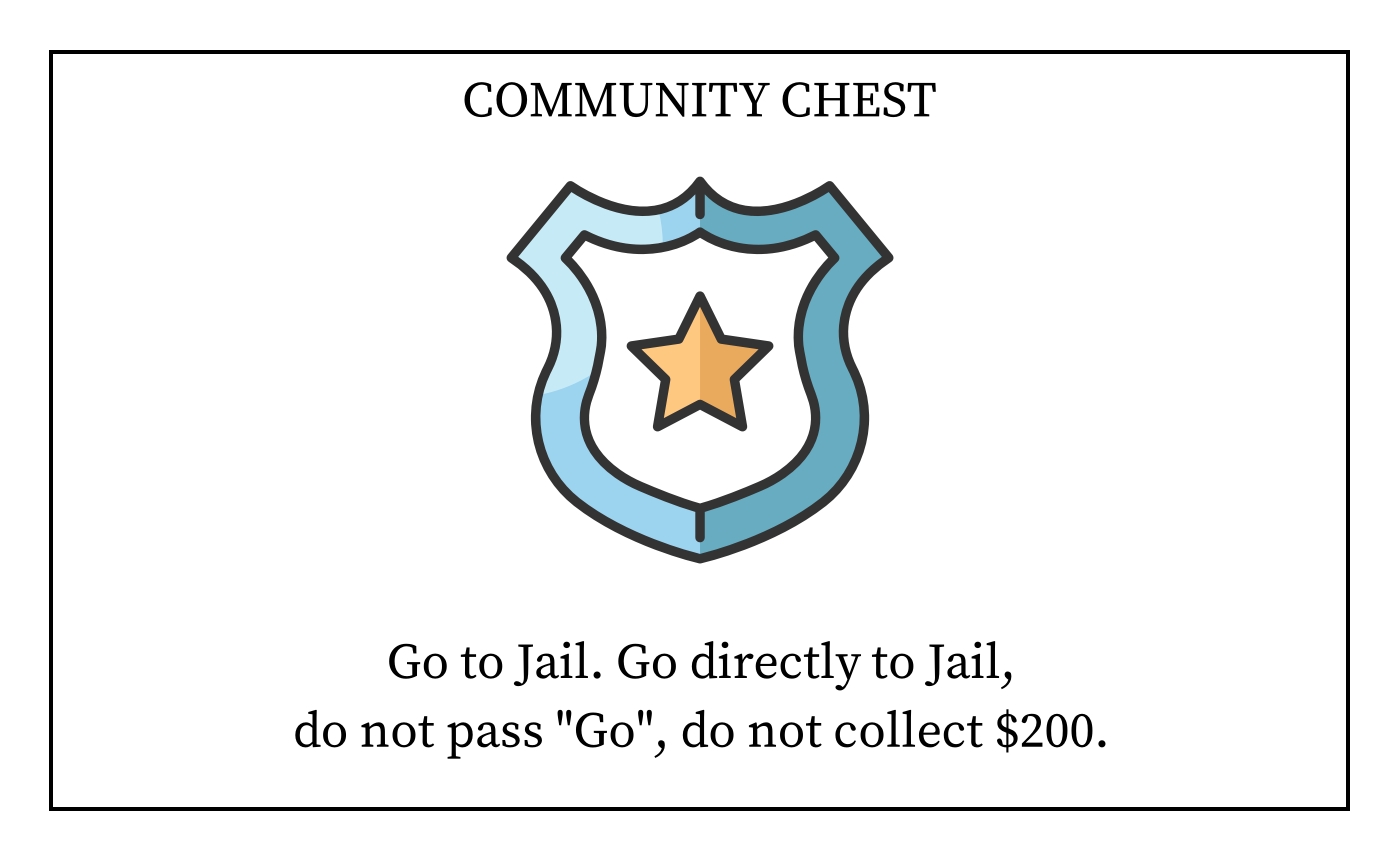 COMMUNITY CHEST
Go to Jail. Go directly to Jail,
do not pass "Go", do not collect $200.